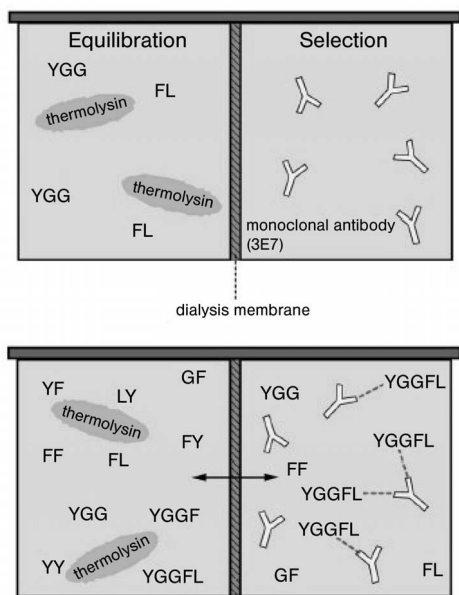 Equilibration
Selection
YGG
FL
thermolysin
YGG
thermolysin
FL
monoclonal antibody
(3E7)
dialysis membrane
YF
LY
GF
thermolysin
FY
FF
FL
YGG
YGGF
YY
thermolysin
YGGFL
YGG
YGGFL
YGGFL
FF
YGGFL
YGGFL
GF
FL